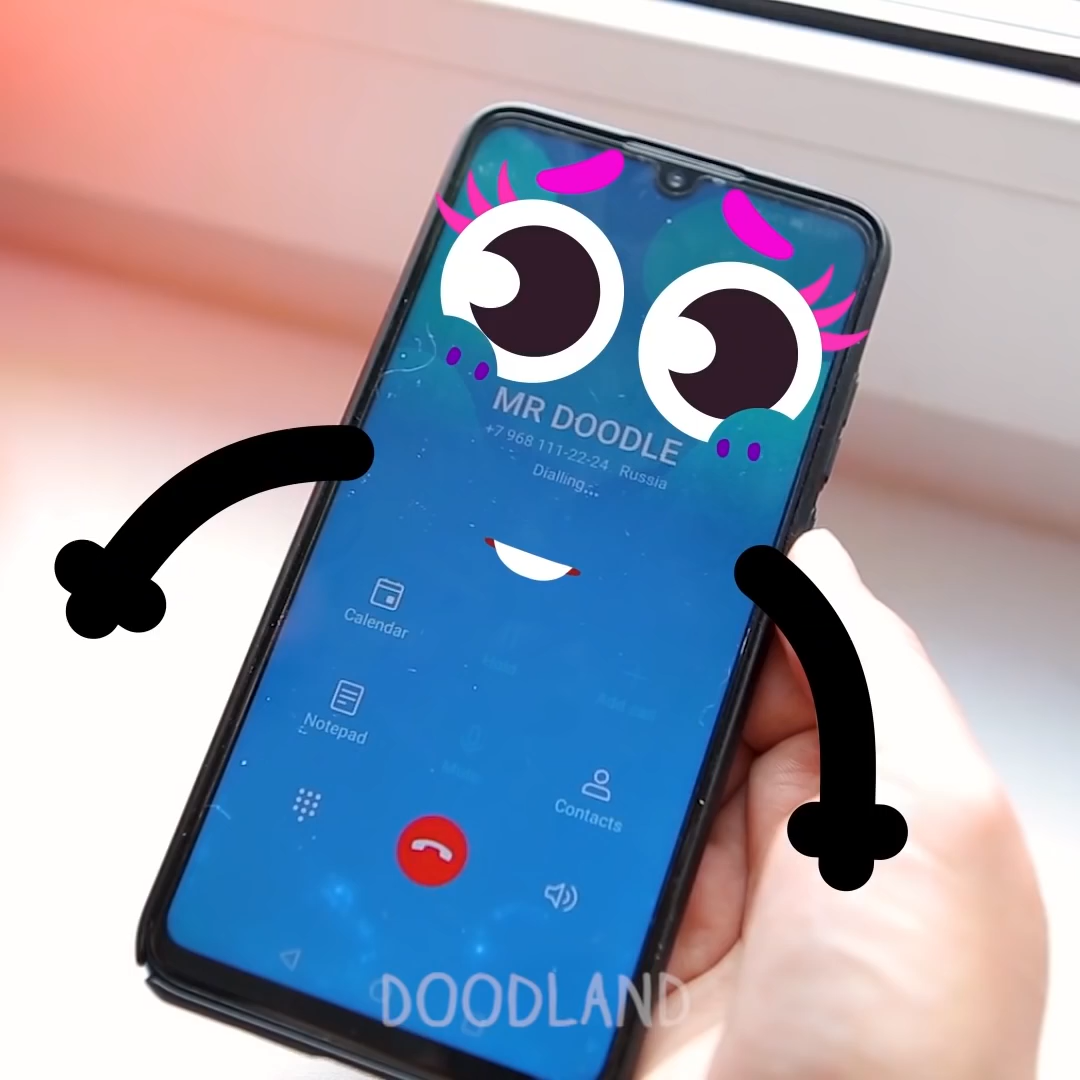 MR DOODLE
+7 968 111-22-24 Russia
Dialling...
Calendar
Notepad
Contacts
DOODLAND